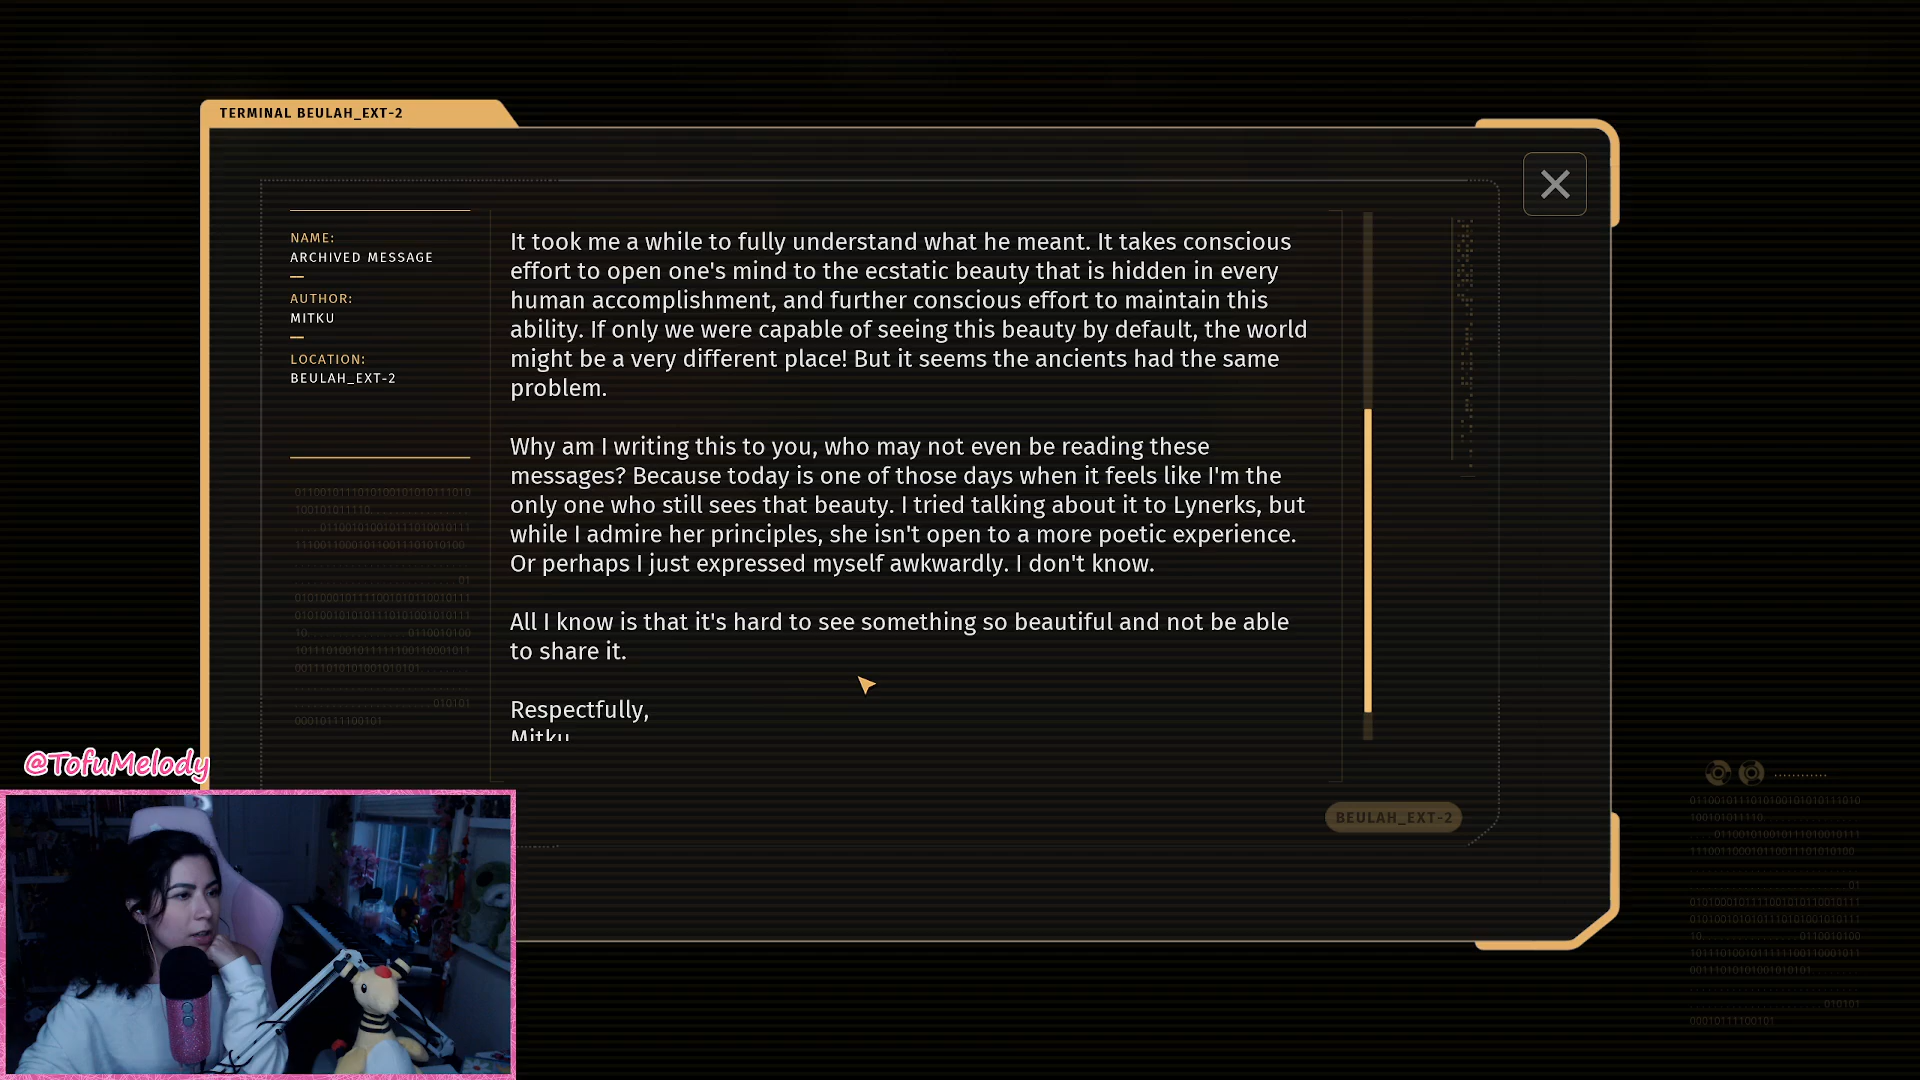 TERMINAL BEULAH_EXT-2
NAME:
ARCHIVED MESSAGE
AUTHOR:
MITKU
LOCATION:
BEULAH_EXT-2
It took me a while to fully understand what he meant. It takes conscious
effort to open one's mind to the ecstatic beauty that is hidden in every
human accomplishment, and further conscious effort to maintain this
ability. If only we were capable of seeing this beauty by default, the world
might be a very different place! But it seems the ancients had the same
problem.
Why am I writing this to you, who may not even be reading these
messages? Because today is one of those days when it feels like I'm the
only one who still sees that beauty. I tried talking about it to Lynerks, but
while I admire her principles, she isn't open to a more poetic experience.
Or perhaps I just expressed myself awkwardly. I don't know.
All I know is that it's hard to see something so beautiful and not be able
to share it.
Respectfully,
Mitku
BEULAH_EXT-2
@TofuMelody